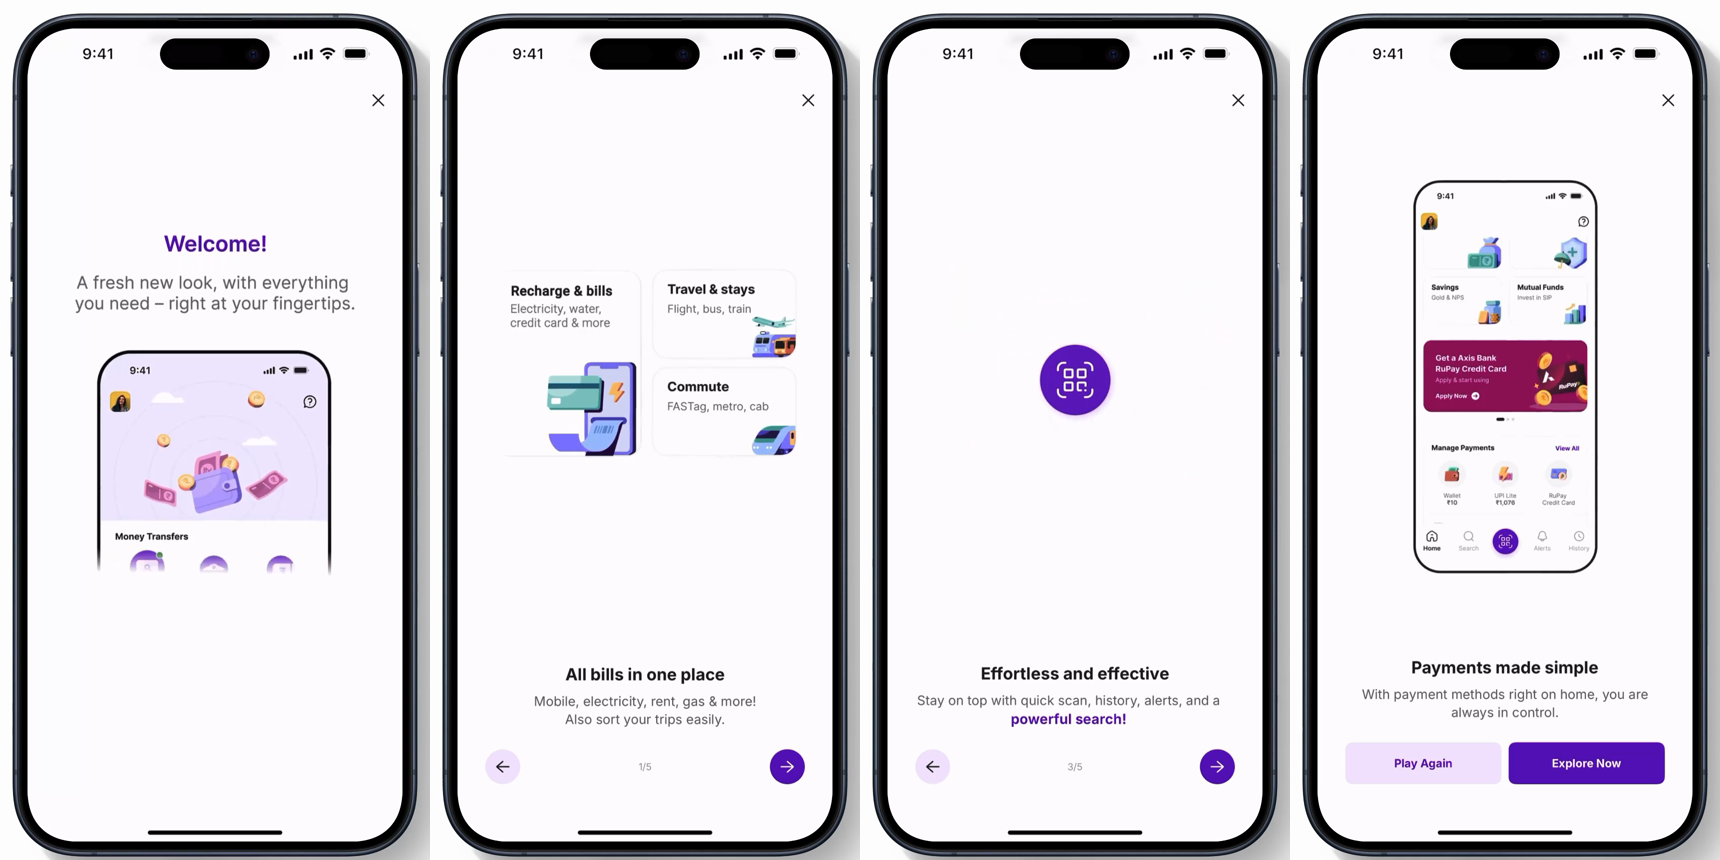 9:41
Welcome!
A fresh new look, with everything
you need – right at your fingertips.
9:41
Money Transfers
9:41
Recharge & bills
Electricity, water,
credit card & more
Travel & stays
Flight, bus, train
Commute
FASTag, metro, cab
All bills in one place
Mobile, electricity, rent, gas & more!
Also sort your trips easily.
1/5
9:41
Effortless and effective
Stay on top with quick scan, history, alerts, and a
powerful search!
3/5
9:41
9:41
Savings
Gold & NPS
Mutual Funds
Invest in SIP
Get a Axis Bank
RuPay Credit Card
Apply & start using
Apply Now
RuPay
Manage Payments
View All
Wallet
₹10
UPI Lite
₹1,076
RuPay
Credit Card
Home
Search
Alerts
History
Payments made simple
With payment methods right on home, you are
always in control.
Play Again
Explore Now